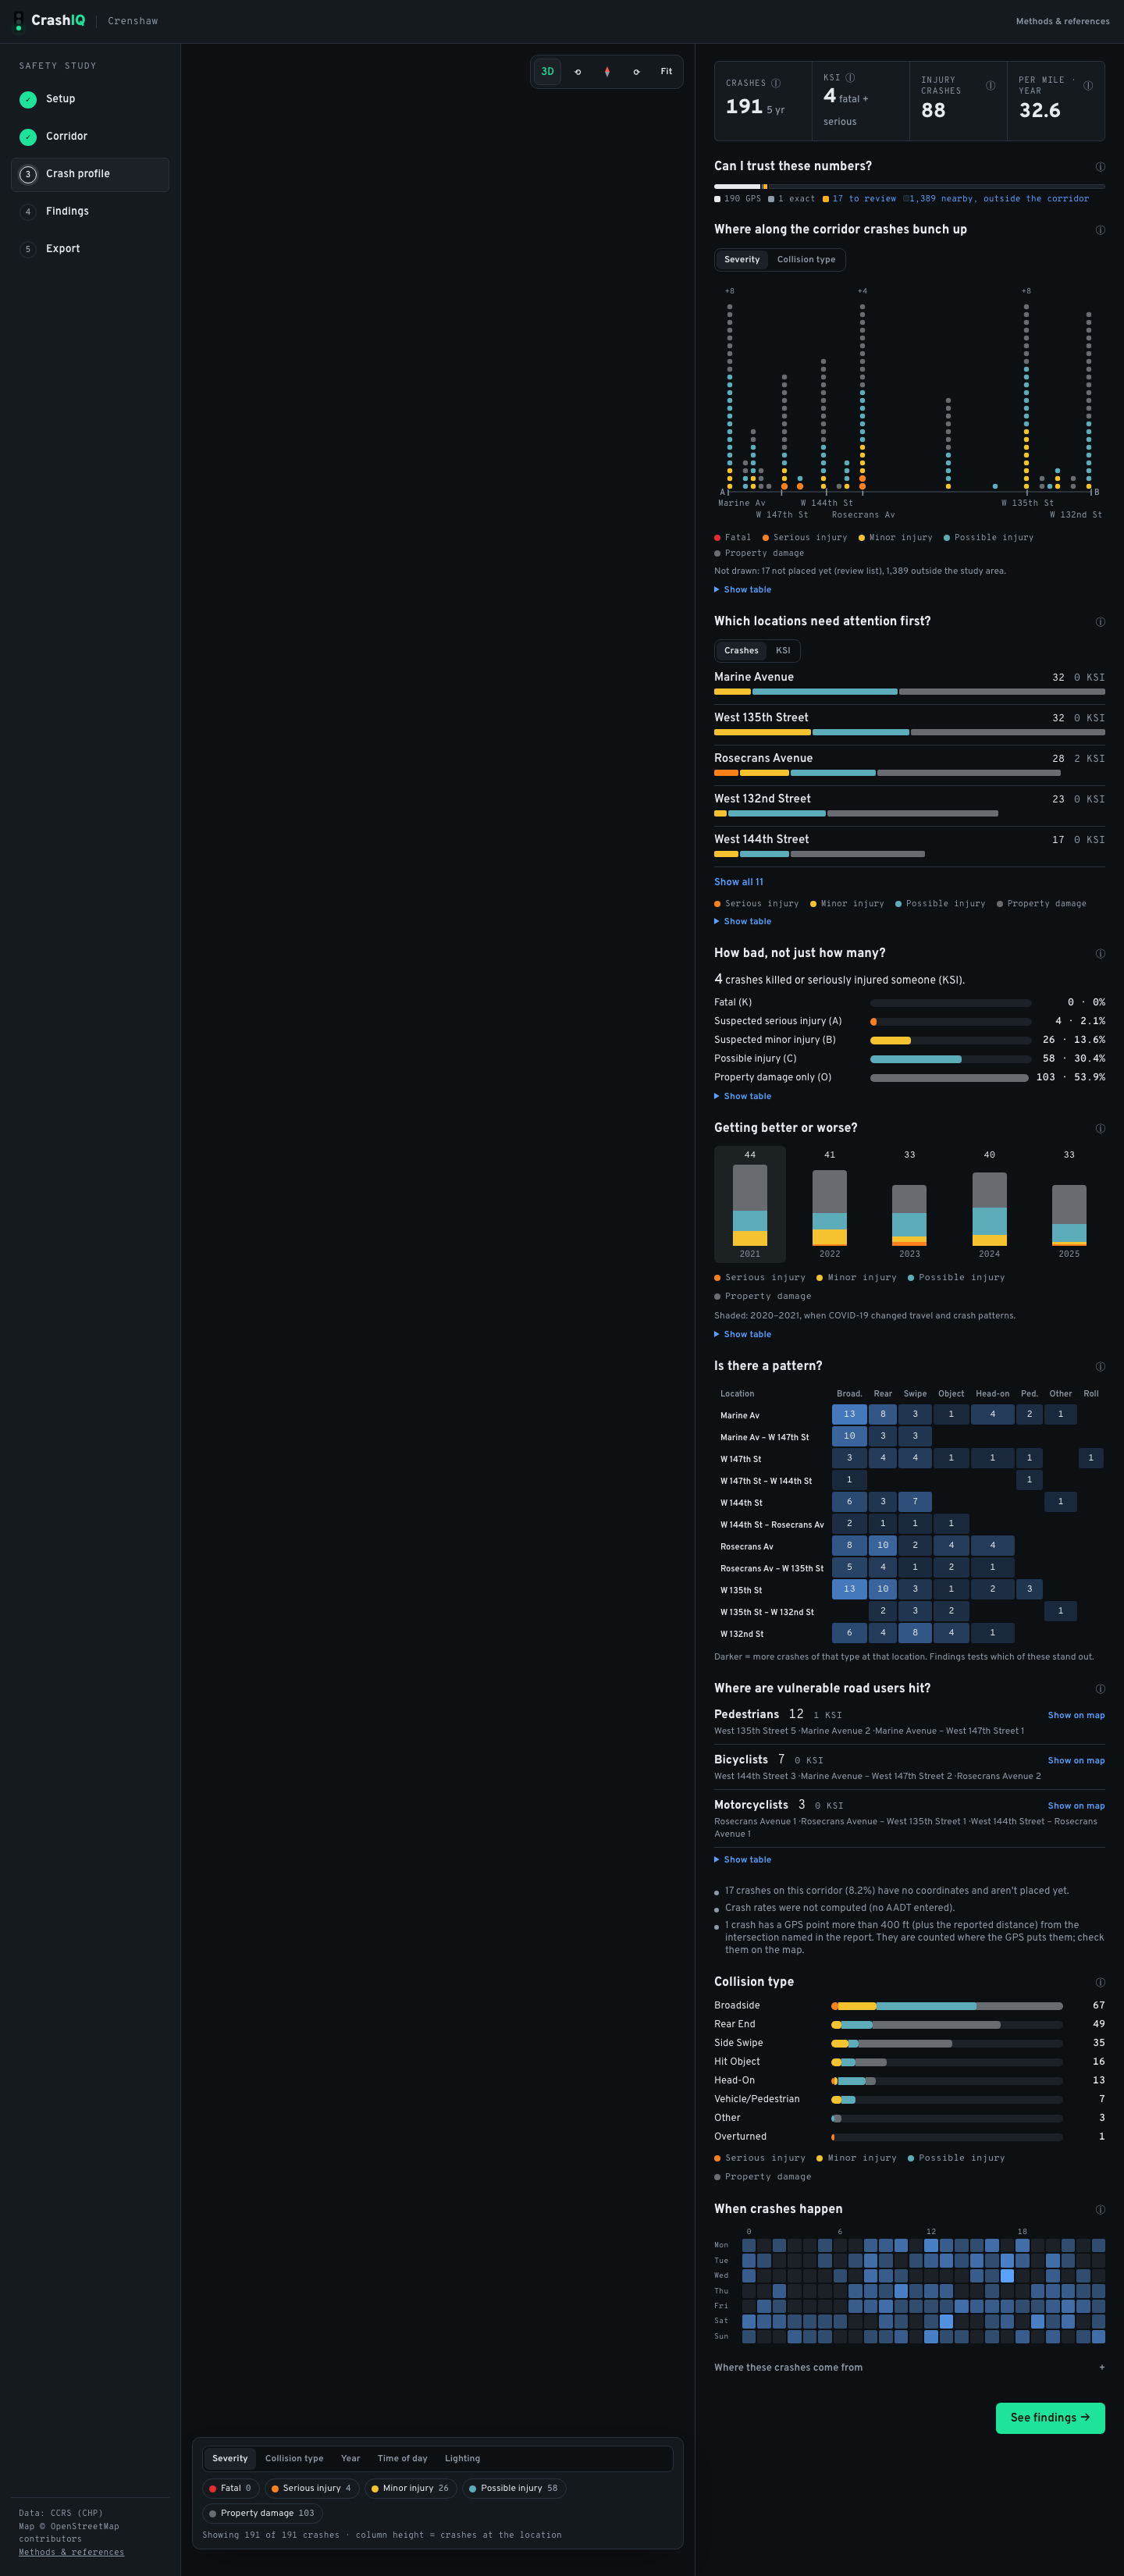 CrashIQ
Crenshaw
Methods & references
SAFETY STUDY
✓ Setup
✓ Corridor
3 Crash profile
4 Findings
5 Export
3D ⟲ ⟳ Fit
CRASHES ⓘ
191 5 yr
KSI ⓘ
4 fatal +
serious
INJURY
CRASHES ⓘ
88
PER MILE ·
YEAR ⓘ
32.6
Can I trust these numbers? ⓘ
190 GPS 1 exact 17 to review 1,389 nearby, outside the corridor
Where along the corridor crashes bunch up ⓘ
Severity Collision type
+8 +4 +8
A B
Marine Av W 144th St W 135th St
W 147th St Rosecrans Av W 132nd St
Fatal Serious injury Minor injury Possible injury
Property damage
Not drawn: 17 not placed yet (review list), 1,389 outside the study area.
▶ Show table
Which locations need attention first? ⓘ
Crashes KSI
Marine Avenue 32 0 KSI
West 135th Street 32 0 KSI
Rosecrans Avenue 28 2 KSI
West 132nd Street 23 0 KSI
West 144th Street 17 0 KSI
Show all 11
Serious injury Minor injury Possible injury Property damage
▶ Show table
How bad, not just how many? ⓘ
4 crashes killed or seriously injured someone (KSI).
Fatal (K) 0 · 0%
Suspected serious injury (A) 4 · 2.1%
Suspected minor injury (B) 26 · 13.6%
Possible injury (C) 58 · 30.4%
Property damage only (O) 103 · 53.9%
▶ Show table
Getting better or worse? ⓘ
44 41 33 40 33
2021 2022 2023 2024 2025
Serious injury Minor injury Possible injury
Property damage
Shaded: 2020–2021, when COVID-19 changed travel and crash patterns.
▶ Show table
Is there a pattern? ⓘ
Location Broad. Rear Swipe Object Head-on Ped. Other Roll
Marine Av 13 8 3 1 4 2 1
Marine Av – W 147th St 10 3 3
W 147th St 3 4 4 1 1 1 1
W 147th St – W 144th St 1 1
W 144th St 6 3 7 1
W 144th St – Rosecrans Av 2 1 1 1
Rosecrans Av 8 10 2 4 4
Rosecrans Av – W 135th St 5 4 1 2 1
W 135th St 13 10 3 1 2 3
W 135th St – W 132nd St 2 3 2 1
W 132nd St 6 4 8 4 1
Darker = more crashes of that type at that location. Findings tests which of these stand out.
Where are vulnerable road users hit? ⓘ
Pedestrians 12 1 KSI Show on map
West 135th Street 5 ·Marine Avenue 2 ·Marine Avenue – West 147th Street 1
Bicyclists 7 0 KSI Show on map
West 144th Street 3 ·Marine Avenue – West 147th Street 2 ·Rosecrans Avenue 2
Motorcyclists 3 0 KSI Show on map
Rosecrans Avenue 1 ·Rosecrans Avenue – West 135th Street 1 ·West 144th Street – Rosecrans
Avenue 1
▶ Show table
17 crashes on this corridor (8.2%) have no coordinates and aren't placed yet.
Crash rates were not computed (no AADT entered).
1 crash has a GPS point more than 400 ft (plus the reported distance) from the
intersection named in the report. They are counted where the GPS puts them; check
them on the map.
Collision type ⓘ
Broadside 67
Rear End 49
Side Swipe 35
Hit Object 16
Head-On 13
Vehicle/Pedestrian 7
Other 3
Overturned 1
Serious injury Minor injury Possible injury
Property damage
When crashes happen ⓘ
0 6 12 18
Mon
Tue
Wed
Thu
Fri
Sat
Sun
Where these crashes come from +
See findings →
Severity Collision type Year Time of day Lighting
Fatal 0 Serious injury 4 Minor injury 26 Possible injury 58
Property damage 103
Showing 191 of 191 crashes · column height = crashes at the location
Data: CCRS (CHP)
Map © OpenStreetMap
contributors
Methods & references